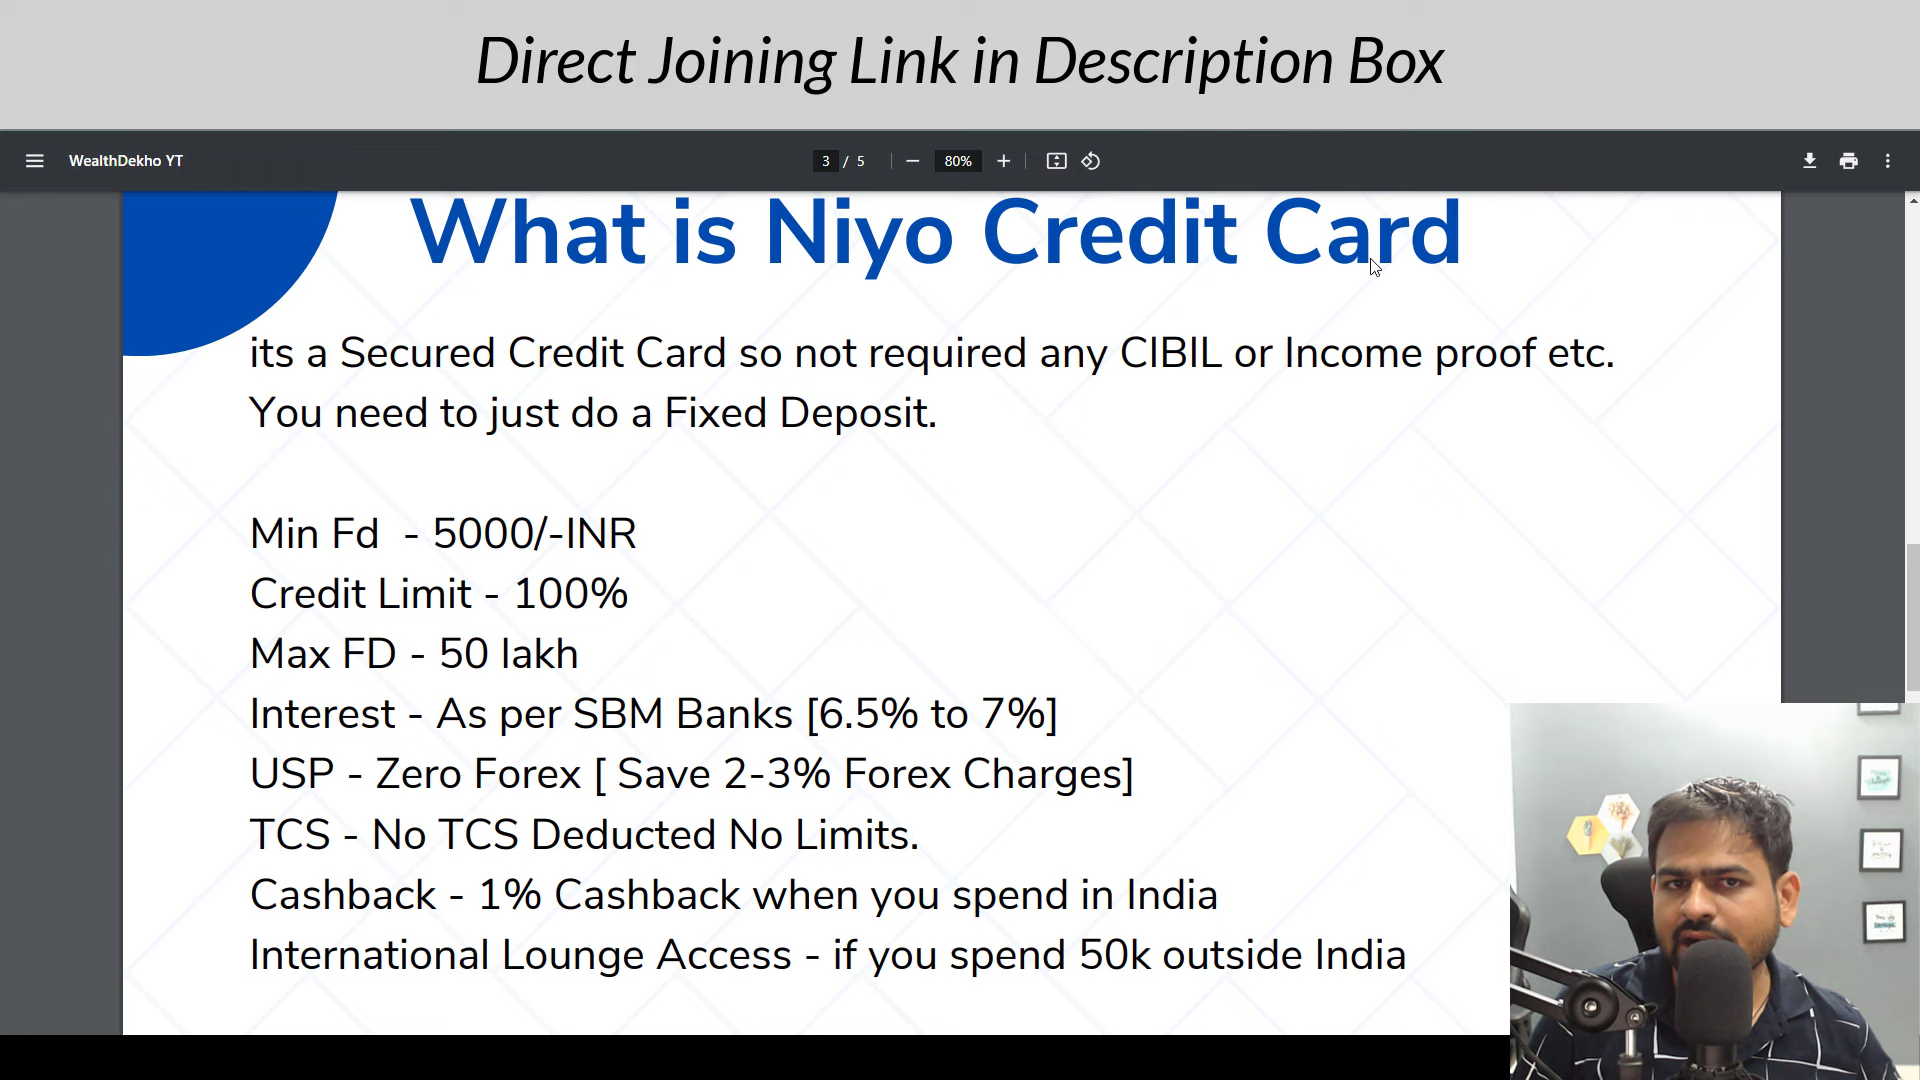 Direct Joining Link in Description Box
WealthDekho YT
3 / 5
80%
What is Niyo Credit Card
its a Secured Credit Card so not required any CIBIL or Income proof etc.
You need to just do a Fixed Deposit.
Min Fd - 5000/-INR
Credit Limit - 100%
Max FD - 50 lakh
Interest - As per SBM Banks [6.5% to 7%]
USP - Zero Forex [ Save 2-3% Forex Charges]
TCS - No TCS Deducted No Limits.
Cashback - 1% Cashback when you spend in India
International Lounge Access - if you spend 50k outside India